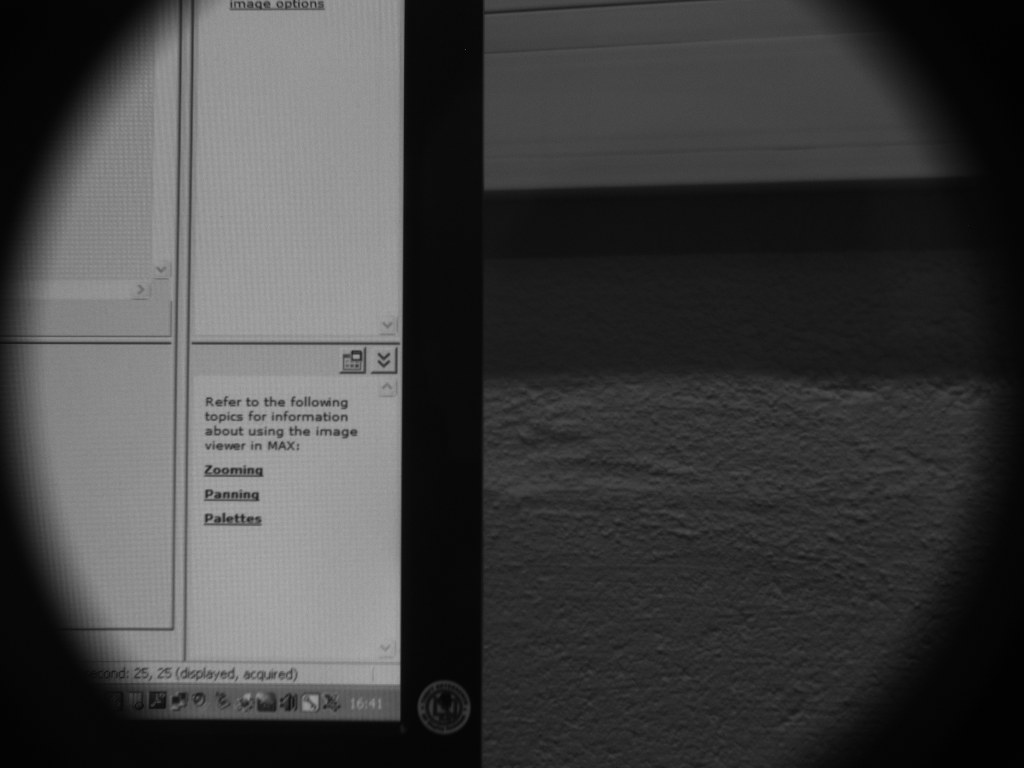 image options
Refer to the following
topics for information
about using the image
viewer in MAX:
Zooming
Panning
Palettes
25, 25 (displayed, acquired)
16:41